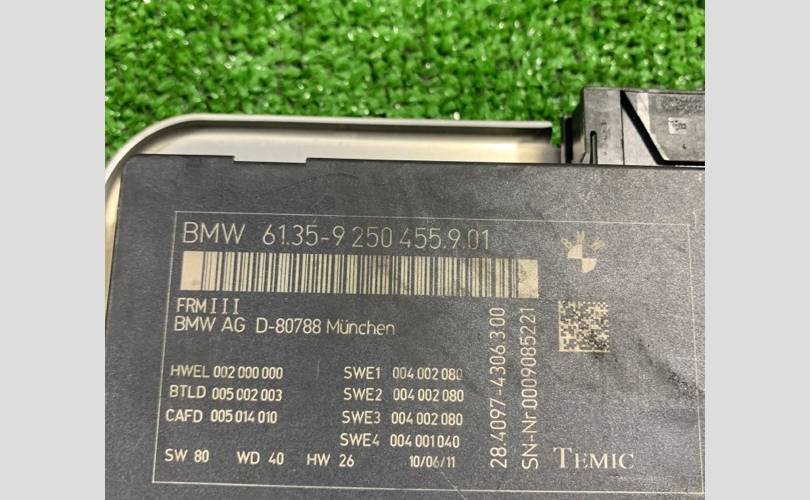 BMW 61.35-9 250 455.9.01
FRM III
BMW AG D-80788 München
HWEL 002 000 000
BTLD 005 002 003
CAFD 005 014 010
SWE1 004 002 080
SWE2 004 002 080
SWE3 004 002 080
SWE4 004 001 040
SW 80 WD 40 HW 26 10/06/11
28.4097-4306.3 00
SN-Nr 0009085221
TEMIC